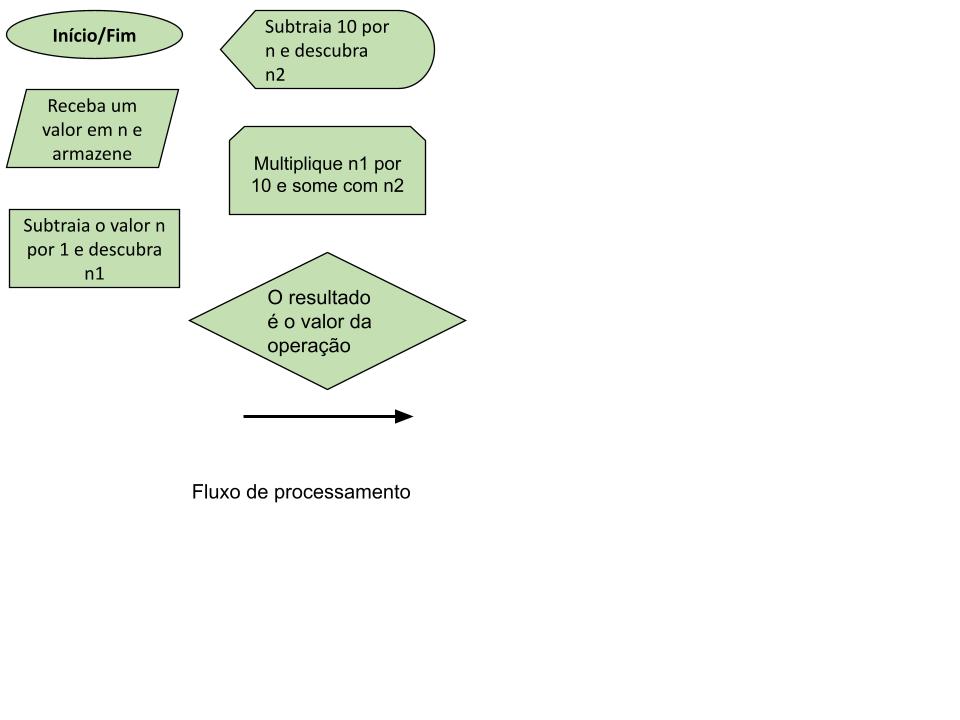 Início/Fim
Receba um
valor em n e
armazene
Subtraia o valor n
por 1 e descubra
n1
Subtraia 10 por
n e descubra
n2
Multiplique n1 por
10 e some com n2
O resultado
é o valor da
operação
Fluxo de processamento